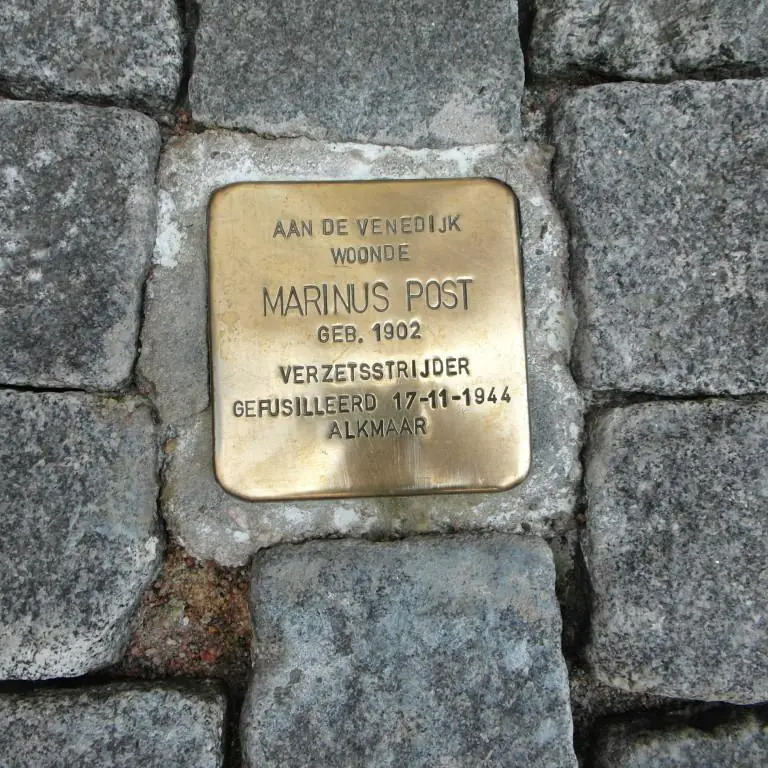 AAN DE VENEDIJK
WOONDE
MARINUS POST
GEB. 1902
VERZETSSTRIJDER
GEFUSILLEERD 17-11-1944
ALKMAAR